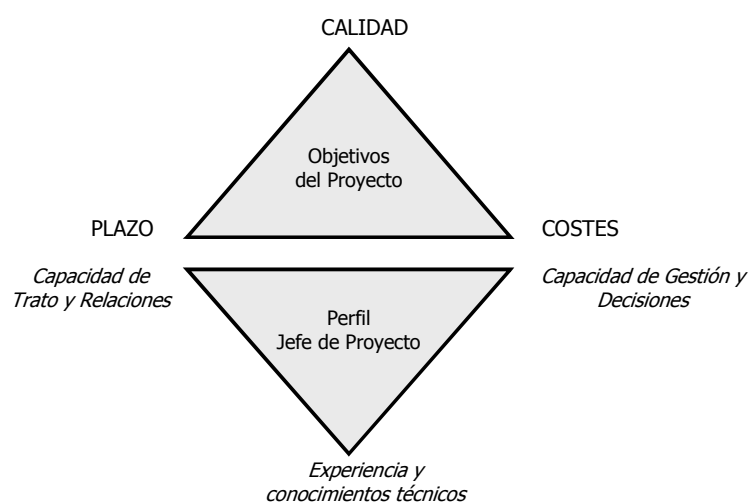 CALIDAD
Objetivos
del Proyecto
PLAZO
COSTES
Capacidad de
Trato y Relaciones
Capacidad de Gestión y
Decisiones
Perfil
Jefe de Proyecto
Experiencia y
conocimientos técnicos